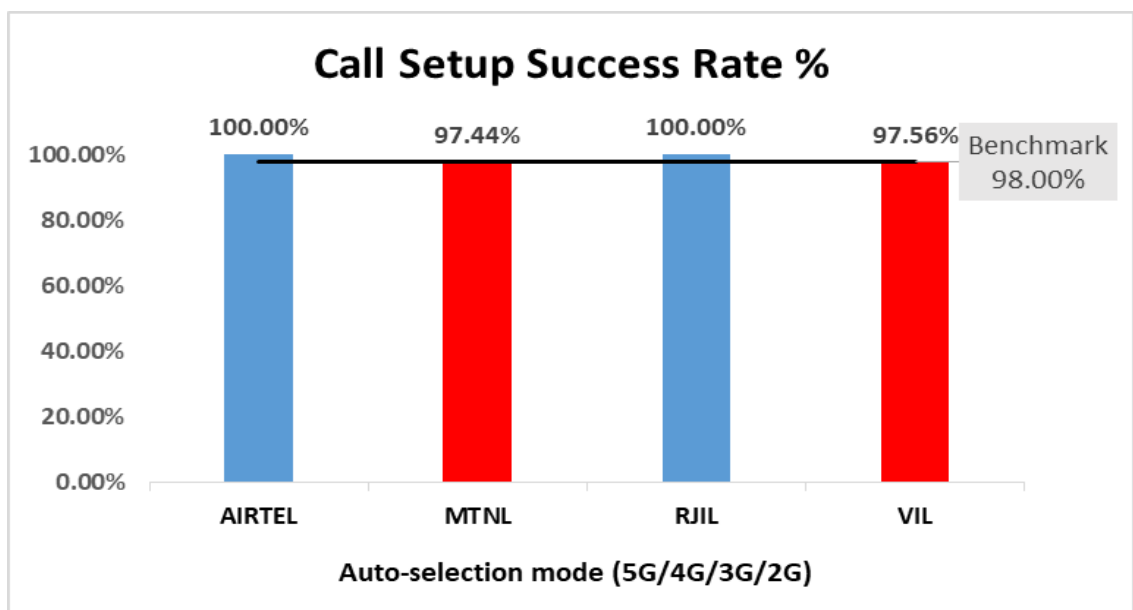 Call Setup Success Rate %
100.00%
97.44%
100.00%
97.56%
Benchmark
98.00%
100.00%
80.00%
60.00%
40.00%
20.00%
0.00%
AIRTEL
MTNL
RJIL
VIL
Auto-selection mode (5G/4G/3G/2G)